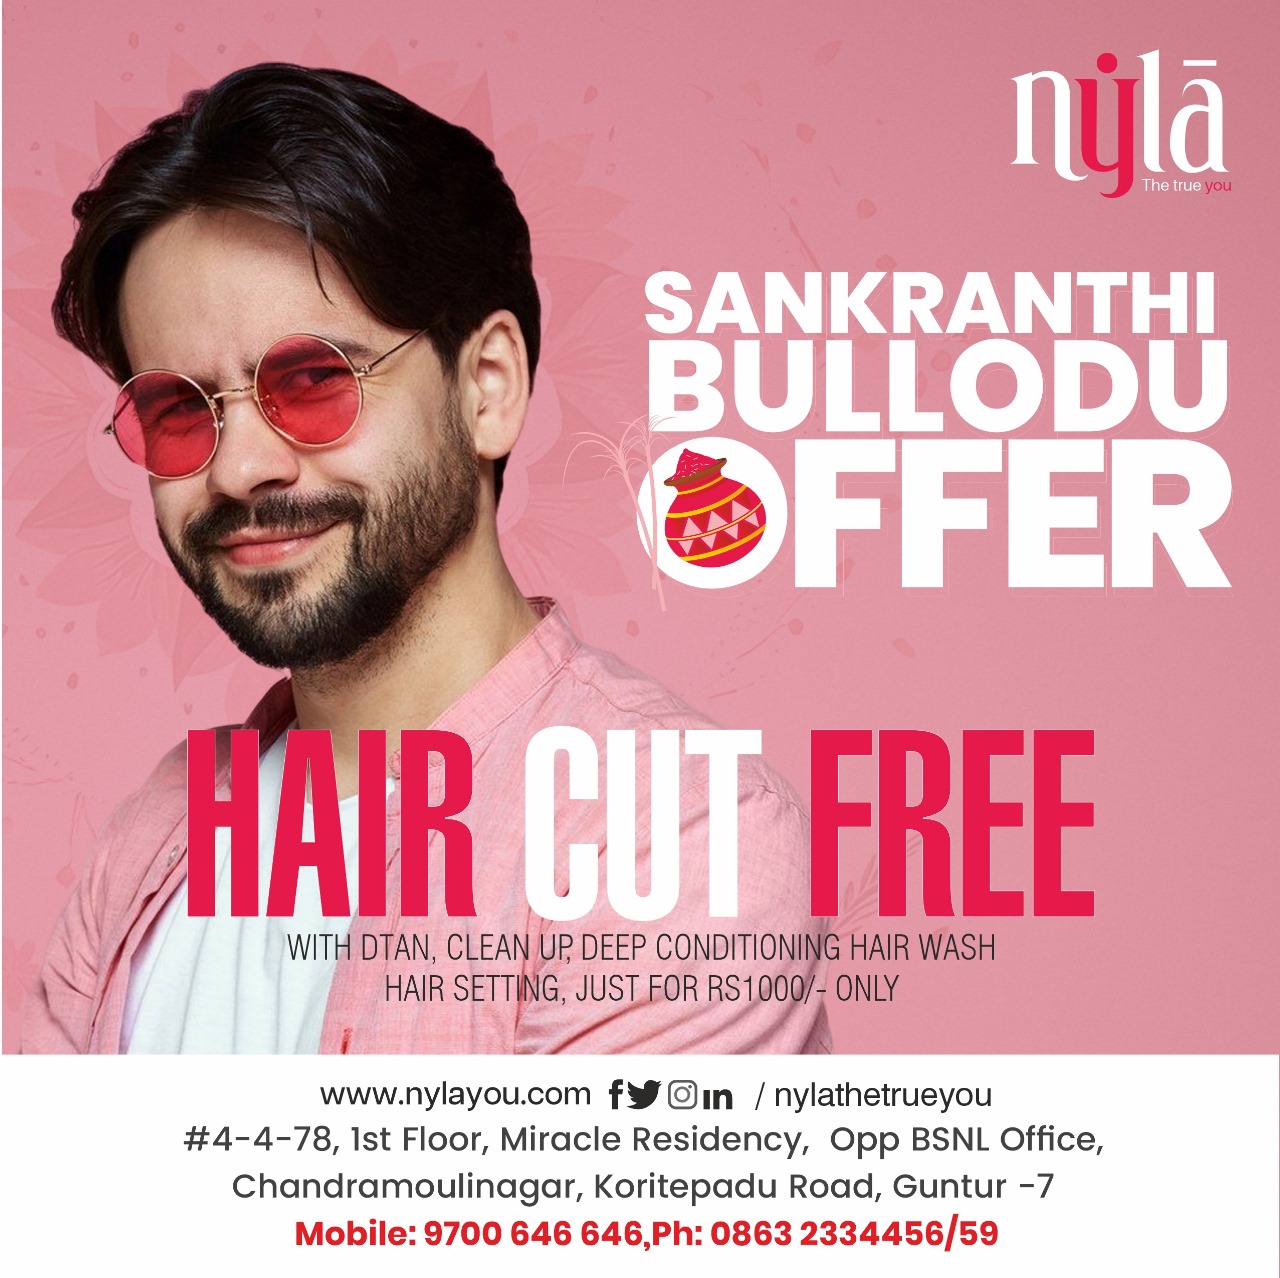 nylā
The true you
SANKRANTHI
BULLODU
OFFER
HAIR CUT FREE
WITH DTAN, CLEAN UP, DEEP CONDITIONING HAIR WASH
HAIR SETTING, JUST FOR RS1000/- ONLY
www.nylayou.com / nylathetrueyou
#4-4-78, 1st Floor, Miracle Residency, Opp BSNL Office,
Chandramoulinagar, Koritepadu Road, Guntur -7
Mobile: 9700 646 646,Ph: 0863 2334456/59